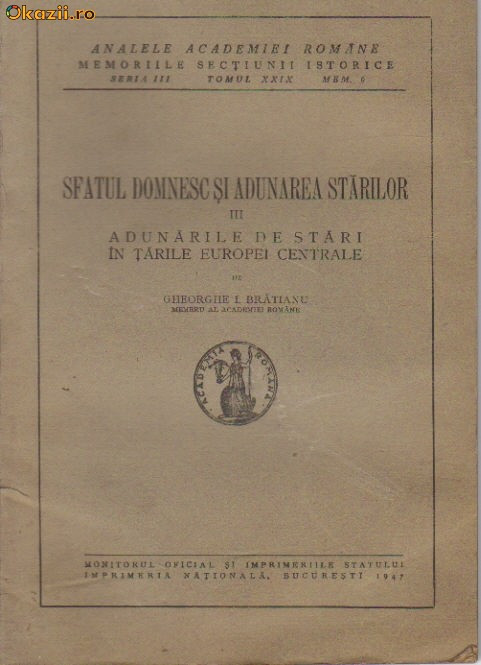 Okazii.ro
ANALELE ACADEMIEI ROMÂNE
MEMORIILE SECȚIUNII ISTORICE
SERIA III TOMUL XXIX MEM. 6
SFATUL DOMNESC ȘI ADUNAREA STĂRILOR
III
ADUNĂRILE DE STĂRI
ÎN ȚĂRILE EUROPEI CENTRALE
DE
GHEORGHE I. BRĂTIANU
MEMBRU AL ACADEMIEI ROMÂNE
ACADEMIA ROMÂNĂ
MONITORUL OFICIAL ȘI IMPRIMERIILE STATULUI
IMPRIMERIA NAȚIONALĂ, BUCUREȘTI 1947